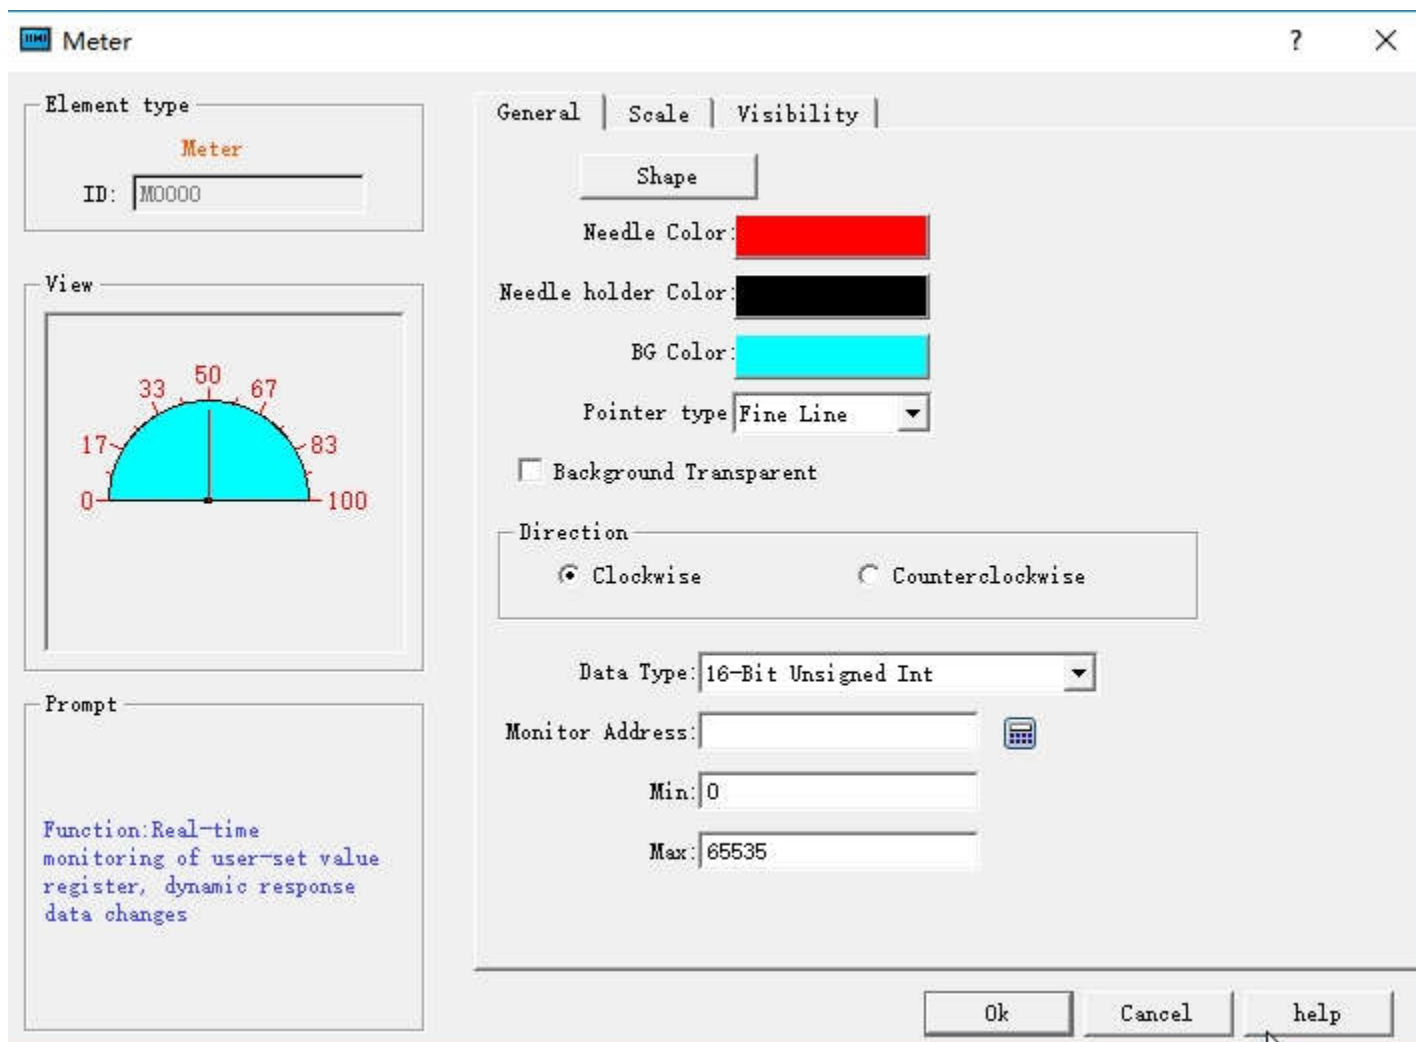 Meter
?
Element type
Meter
ID: M0000
View
0
17
33
50
67
83
100
Prompt
Function:Real-time
monitoring of user-set value
register, dynamic response
data changes
General
Scale
Visibility
Shape
Needle Color:
Needle holder Color:
BG Color:
Pointer type Fine Line
Background Transparent
Direction
Clockwise
Counterclockwise
Data Type: 16-Bit Unsigned Int
Monitor Address:
Min: 0
Max: 65535
Ok
Cancel
help